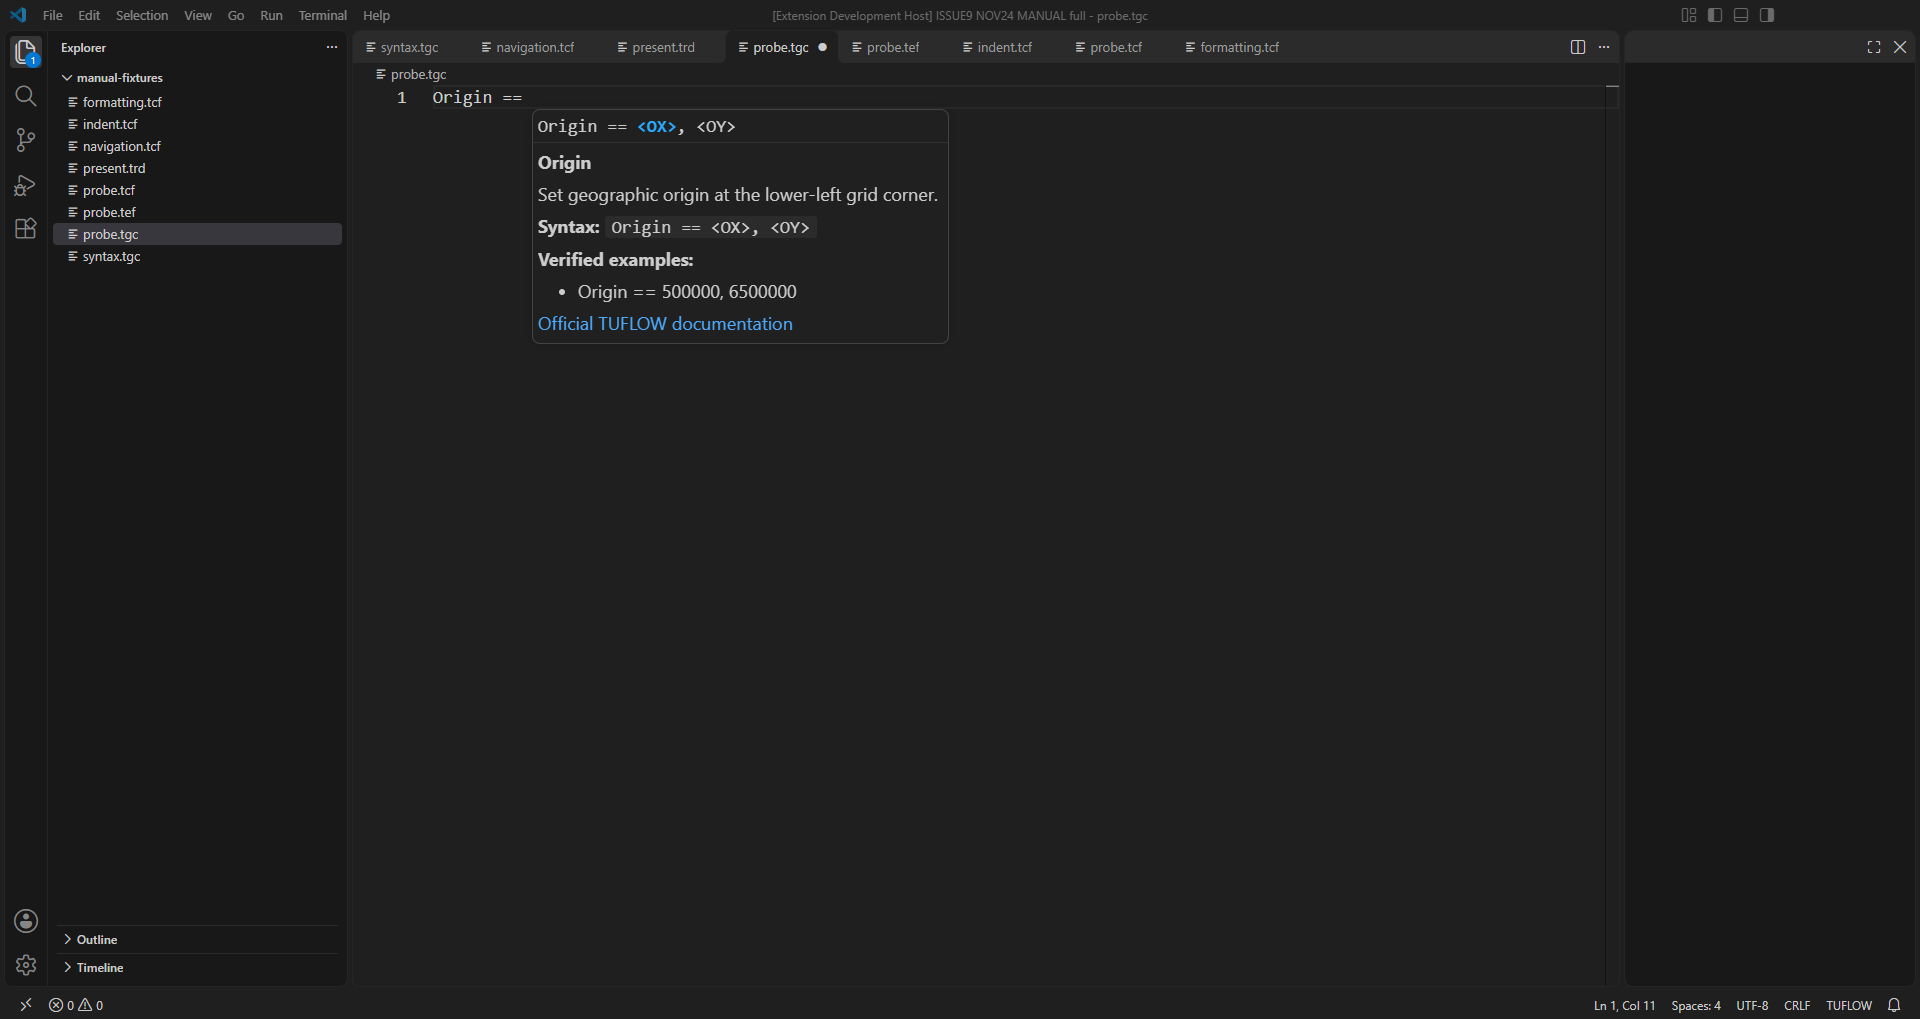 File Edit Selection View Go Run Terminal Help
[Extension Development Host] ISSUE9 NOV24 MANUAL full - probe.tgc
1
Explorer
manual-fixtures
formatting.tcf
indent.tcf
navigation.tcf
present.trd
probe.tcf
probe.tef
probe.tgc
syntax.tgc
Outline
Timeline
syntax.tgc navigation.tcf present.trd probe.tgc probe.tef indent.tcf probe.tcf formatting.tcf
probe.tgc
1 Origin ==
Origin == <OX>, <OY>
Origin
Set geographic origin at the lower-left grid corner.
Syntax: Origin == <OX>, <OY>
Verified examples:
• Origin == 500000, 6500000
Official TUFLOW documentation
0 0
Ln 1, Col 11 Spaces: 4 UTF-8 CRLF TUFLOW